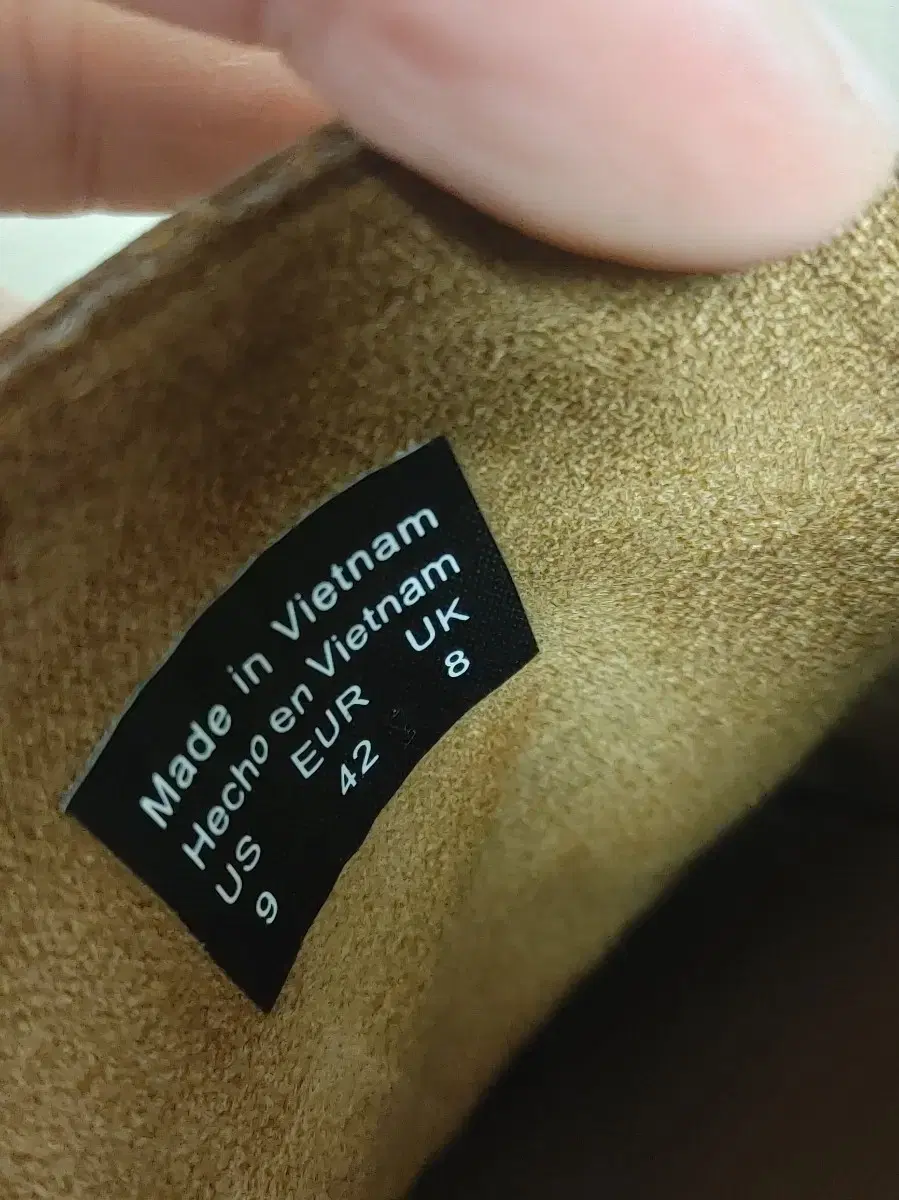 Made in Vietnam
Hecho en Vietnam
US EUR UK
9 42 8